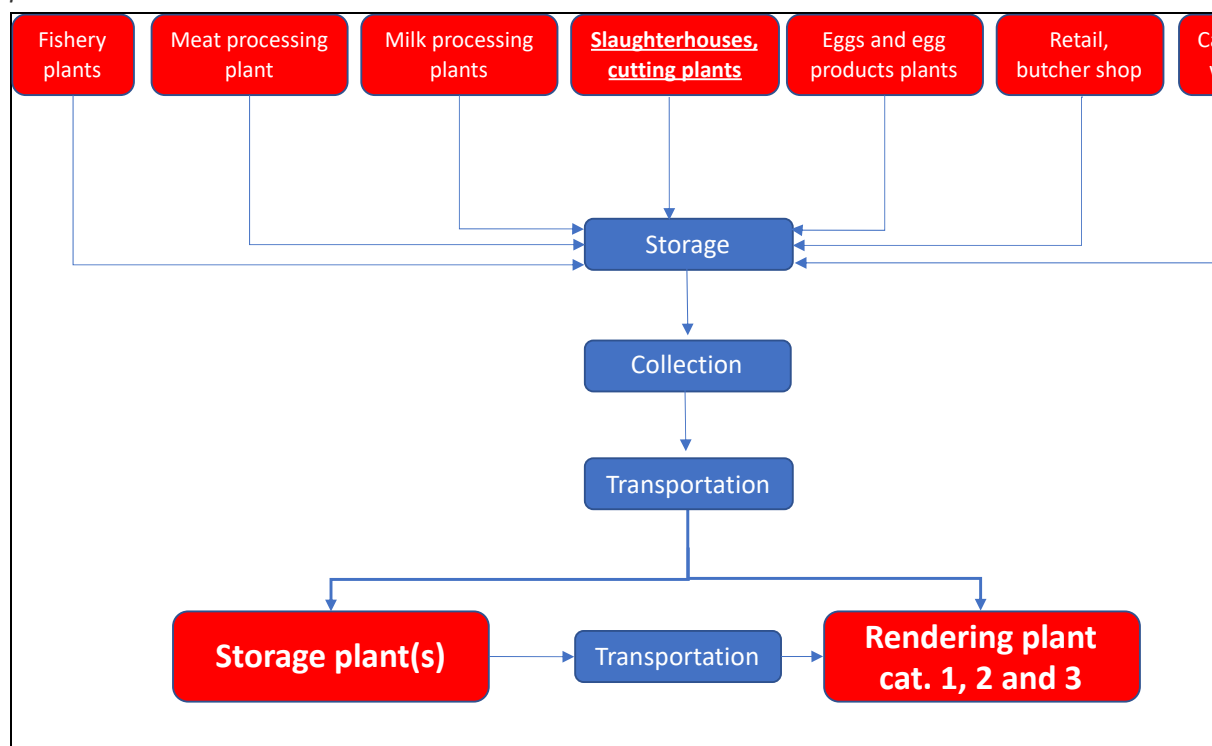 Fishery
plants
Meat processing
plant
Milk processing
plants
Slaughterhouses,
cutting plants
Eggs and egg
products plants
Retail,
butcher shop
Storage
Collection
Transportation
Storage plant(s)
Transportation
Rendering plant
cat. 1, 2 and 3